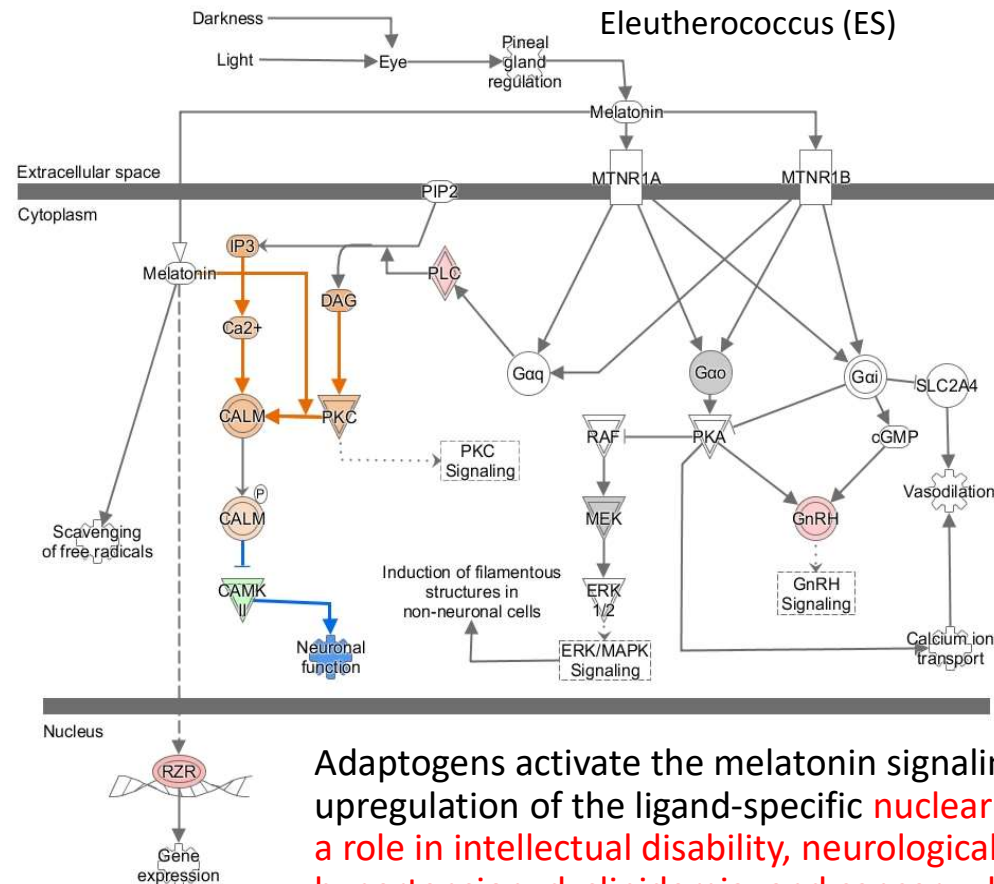 Eleutherococcus (ES)
Darkness
Light
Eye
Pineal
gland
regulation
Melatonin
Extracellular space
MTNR1A
MTNR1B
PIP2
Cytoplasm
IP3
Melatonin
PLC
DAG
Ca2+
Gαq
Gαo
Gαi
SLC2A4
CALM
PKC
RAF
PKA
cGMP
PKC
Signaling
Vasodilation
P
CALM
MEK
GnRH
Scavenging
of free radicals
Induction of filamentous
structures in
non-neuronal cells
CAMK
II
ERK
1/2
GnRH
Signaling
Neuronal
function
ERK/MAPK
Signaling
Calcium ion
transport
Nucleus
RZR
Gene
expression
Adaptogens activate the melatonin
upregulation of the ligand-specific nuclear
a role in intellectual disability, neurological